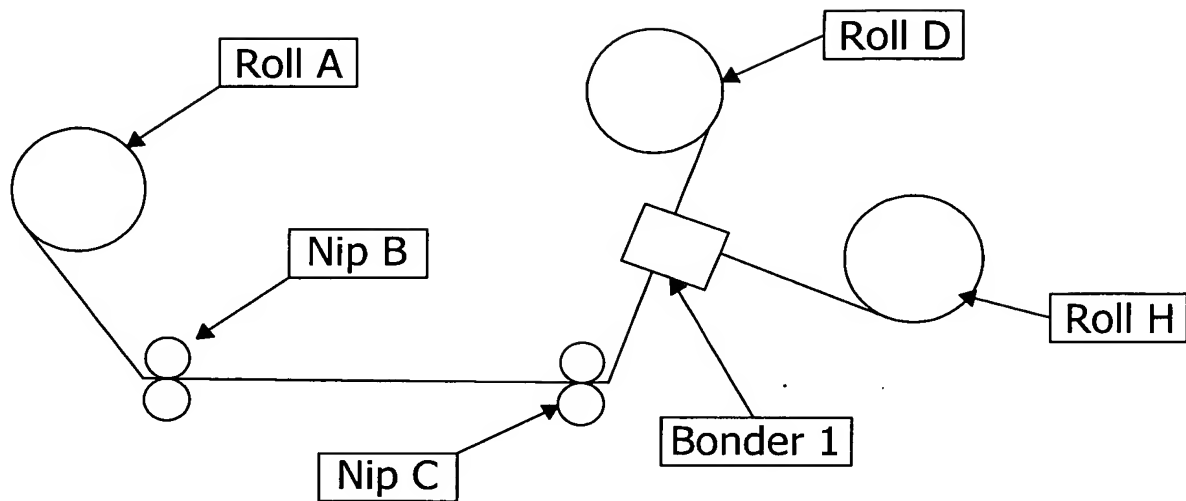 Roll D
Roll A
Nip B
Roll H
Bonder 1
Nip C